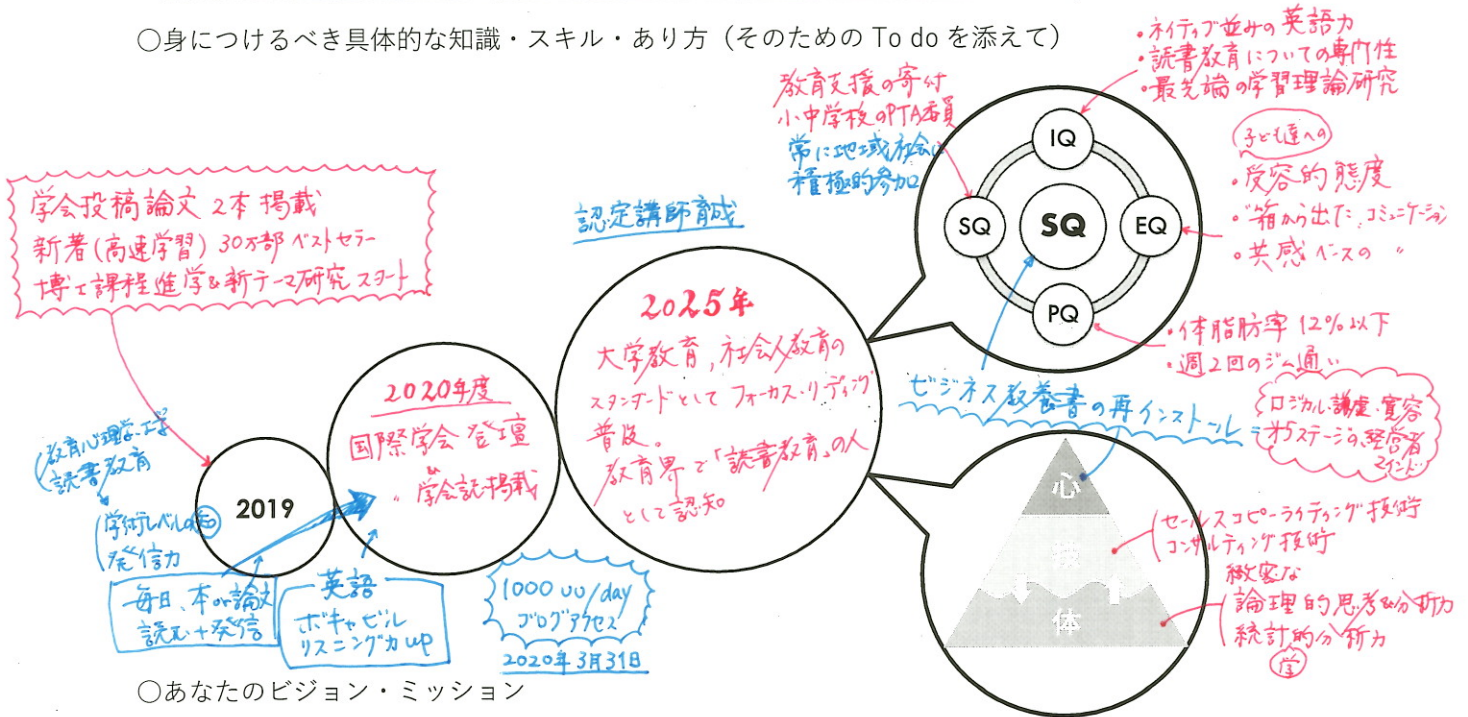 ○身につけるべき具体的な知識・スキル・あり方（そのための To do を添えて）
・ネイティブ並みの英語力
・読書教育についての専門性
・最先端の学習理論研究
教育支援の寄付
小中学校のPTA委員
常に地域社会に
積極的参加
IQ
SQ
SQ
EQ
PQ
子ども達への
・受容的態度
・"箱から出た"コミュニケーション
・共感ベースの 〃
・体脂肪率 12%以下
・週2回のジム通い
学会投稿論文 2本 掲載
新著(高速学習) 30万部 ベストセラー
博士課程進学&新テーマ研究スタート
認定講師育成
2025年
大学教育,社会人教育の
スタンダードとして フォーカス・リーディング
普及。
教育界で「読書教育」の人
として認知
2020年度
国際学会 登壇
&
〃 学会誌掲載
2019
教育心理学
読書教育
学術レベルの
発信力
毎日、本or論文
読む+発信
英語
ボキャビル
リスニング力up
1000 uu/day
ブログアクセス
2020年3月31日
ビジネス教養書の再インストール
ロジカル・謙虚・寛容
ステージの経営者
マインド
心
技
体
セールスコピーライティング技術
コンサルティング技術
緻密な
論理的思考&分析力
統計的分析力
学
○あなたのビジョン・ミッション